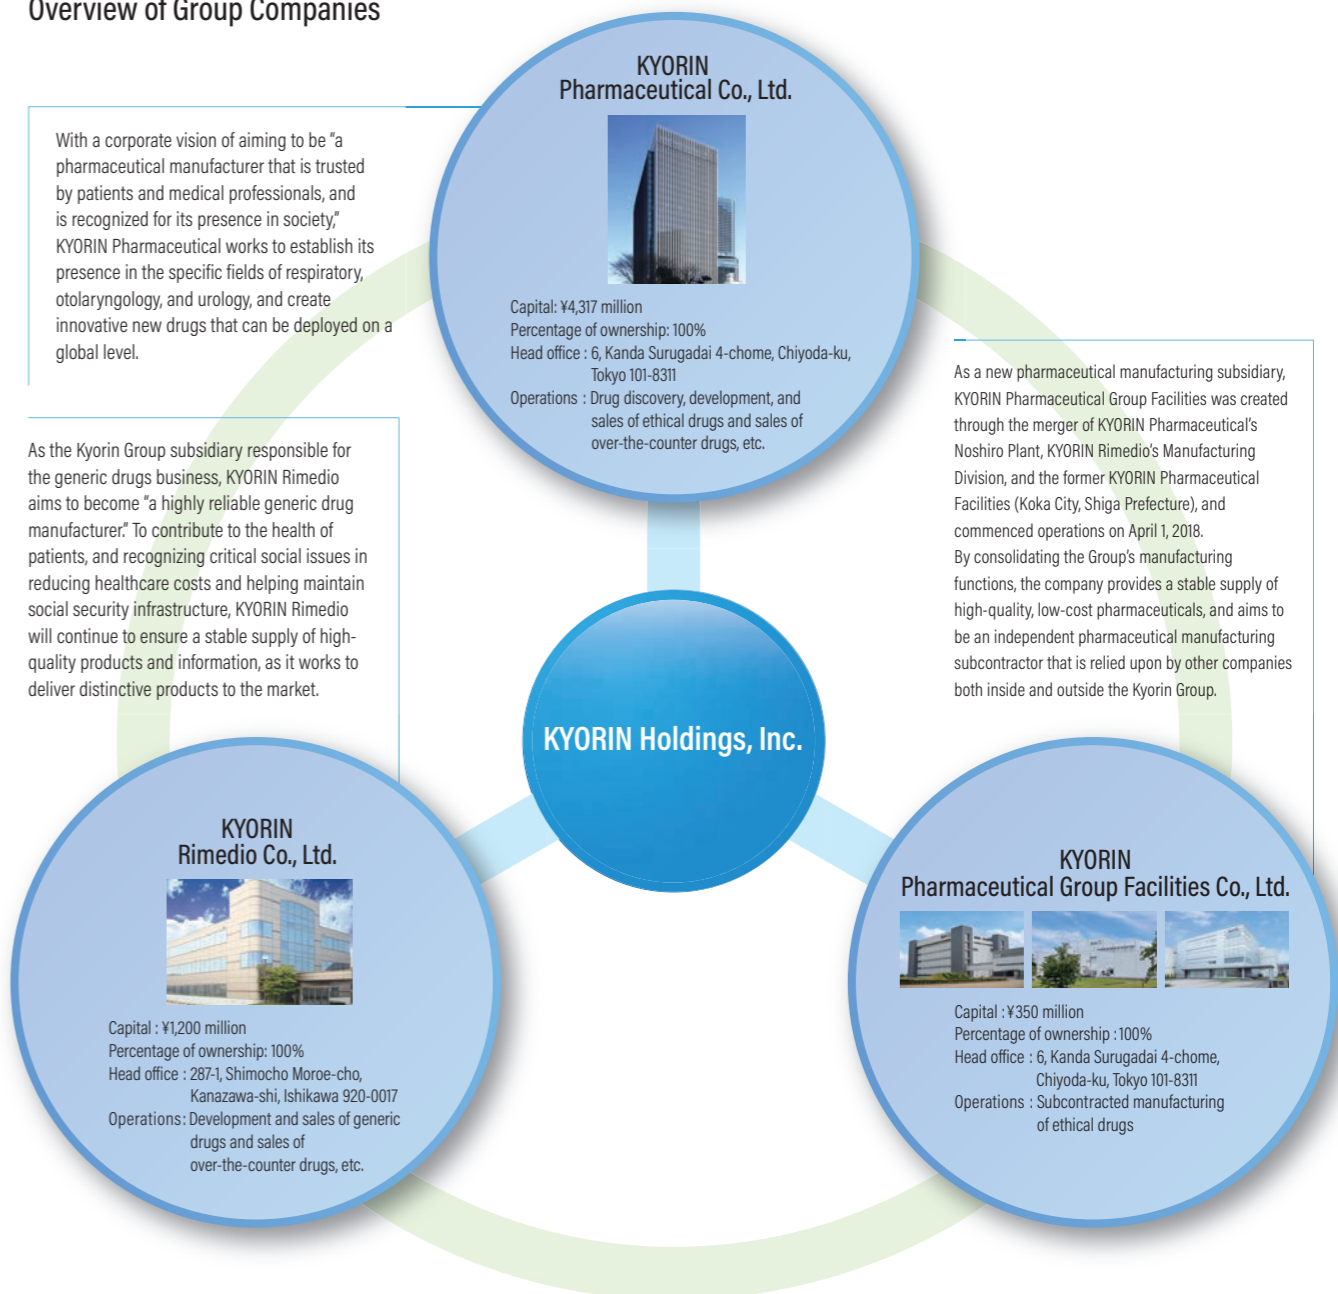 Overview of Group Companies
KYORIN
Pharmaceutical Co., Ltd.
Capital: ¥4,317 million
Percentage of ownership: 100%
Head office : 6, Kanda Surugadai 4-chome, Chiyoda-ku,
Tokyo 101-8311
Operations : Drug discovery, development, and
sales of ethical drugs and sales of
over-the-counter drugs, etc.
With a corporate vision of aiming to be “a
pharmaceutical manufacturer that is trusted
by patients and medical professionals, and
is recognized for its presence in society,”
KYORIN Pharmaceutical works to establish its
presence in the specific fields of respiratory,
otolaryngology, and urology, and create
innovative new drugs that can be deployed on a
global level.
As the Kyorin Group subsidiary responsible for
the generic drugs business, KYORIN Rimedio
aims to become “a highly reliable generic drug
manufacturer.” To contribute to the health of
patients, and recognizing critical social issues in
reducing healthcare costs and helping maintain
social security infrastructure, KYORIN Rimedio
will continue to ensure a stable supply of high-
quality products and information, as it works to
deliver distinctive products to the market.
As a new pharmaceutical manufacturing subsidiary,
KYORIN Pharmaceutical Group Facilities was created
through the merger of KYORIN Pharmaceutical’s
Noshiro Plant, KYORIN Rimedio’s Manufacturing
Division, and the former KYORIN Pharmaceutical
Facilities (Koka City, Shiga Prefecture), and
commenced operations on April 1, 2018.
By consolidating the Group’s manufacturing
functions, the company provides a stable supply of
high-quality, low-cost pharmaceuticals, and aims to
be an independent pharmaceutical manufacturing
subcontractor that is relied upon by other companies
both inside and outside the Kyorin Group.
KYORIN Holdings, Inc.
KYORIN
Rimedio Co., Ltd.
Capital : ¥1,200 million
Percentage of ownership: 100%
Head office : 287-1, Shimocho Moroe-cho,
Kanazawa-shi, Ishikawa 920-0017
Operations: Development and sales of generic
drugs and sales of
over-the-counter drugs, etc.
KYORIN
Pharmaceutical Group Facilities Co., Ltd.
Capital : ¥350 million
Percentage of ownership : 100%
Head office : 6, Kanda Surugadai 4-chome,
Chiyoda-ku, Tokyo 101-8311
Operations : Subcontracted manufacturing
of ethical drugs